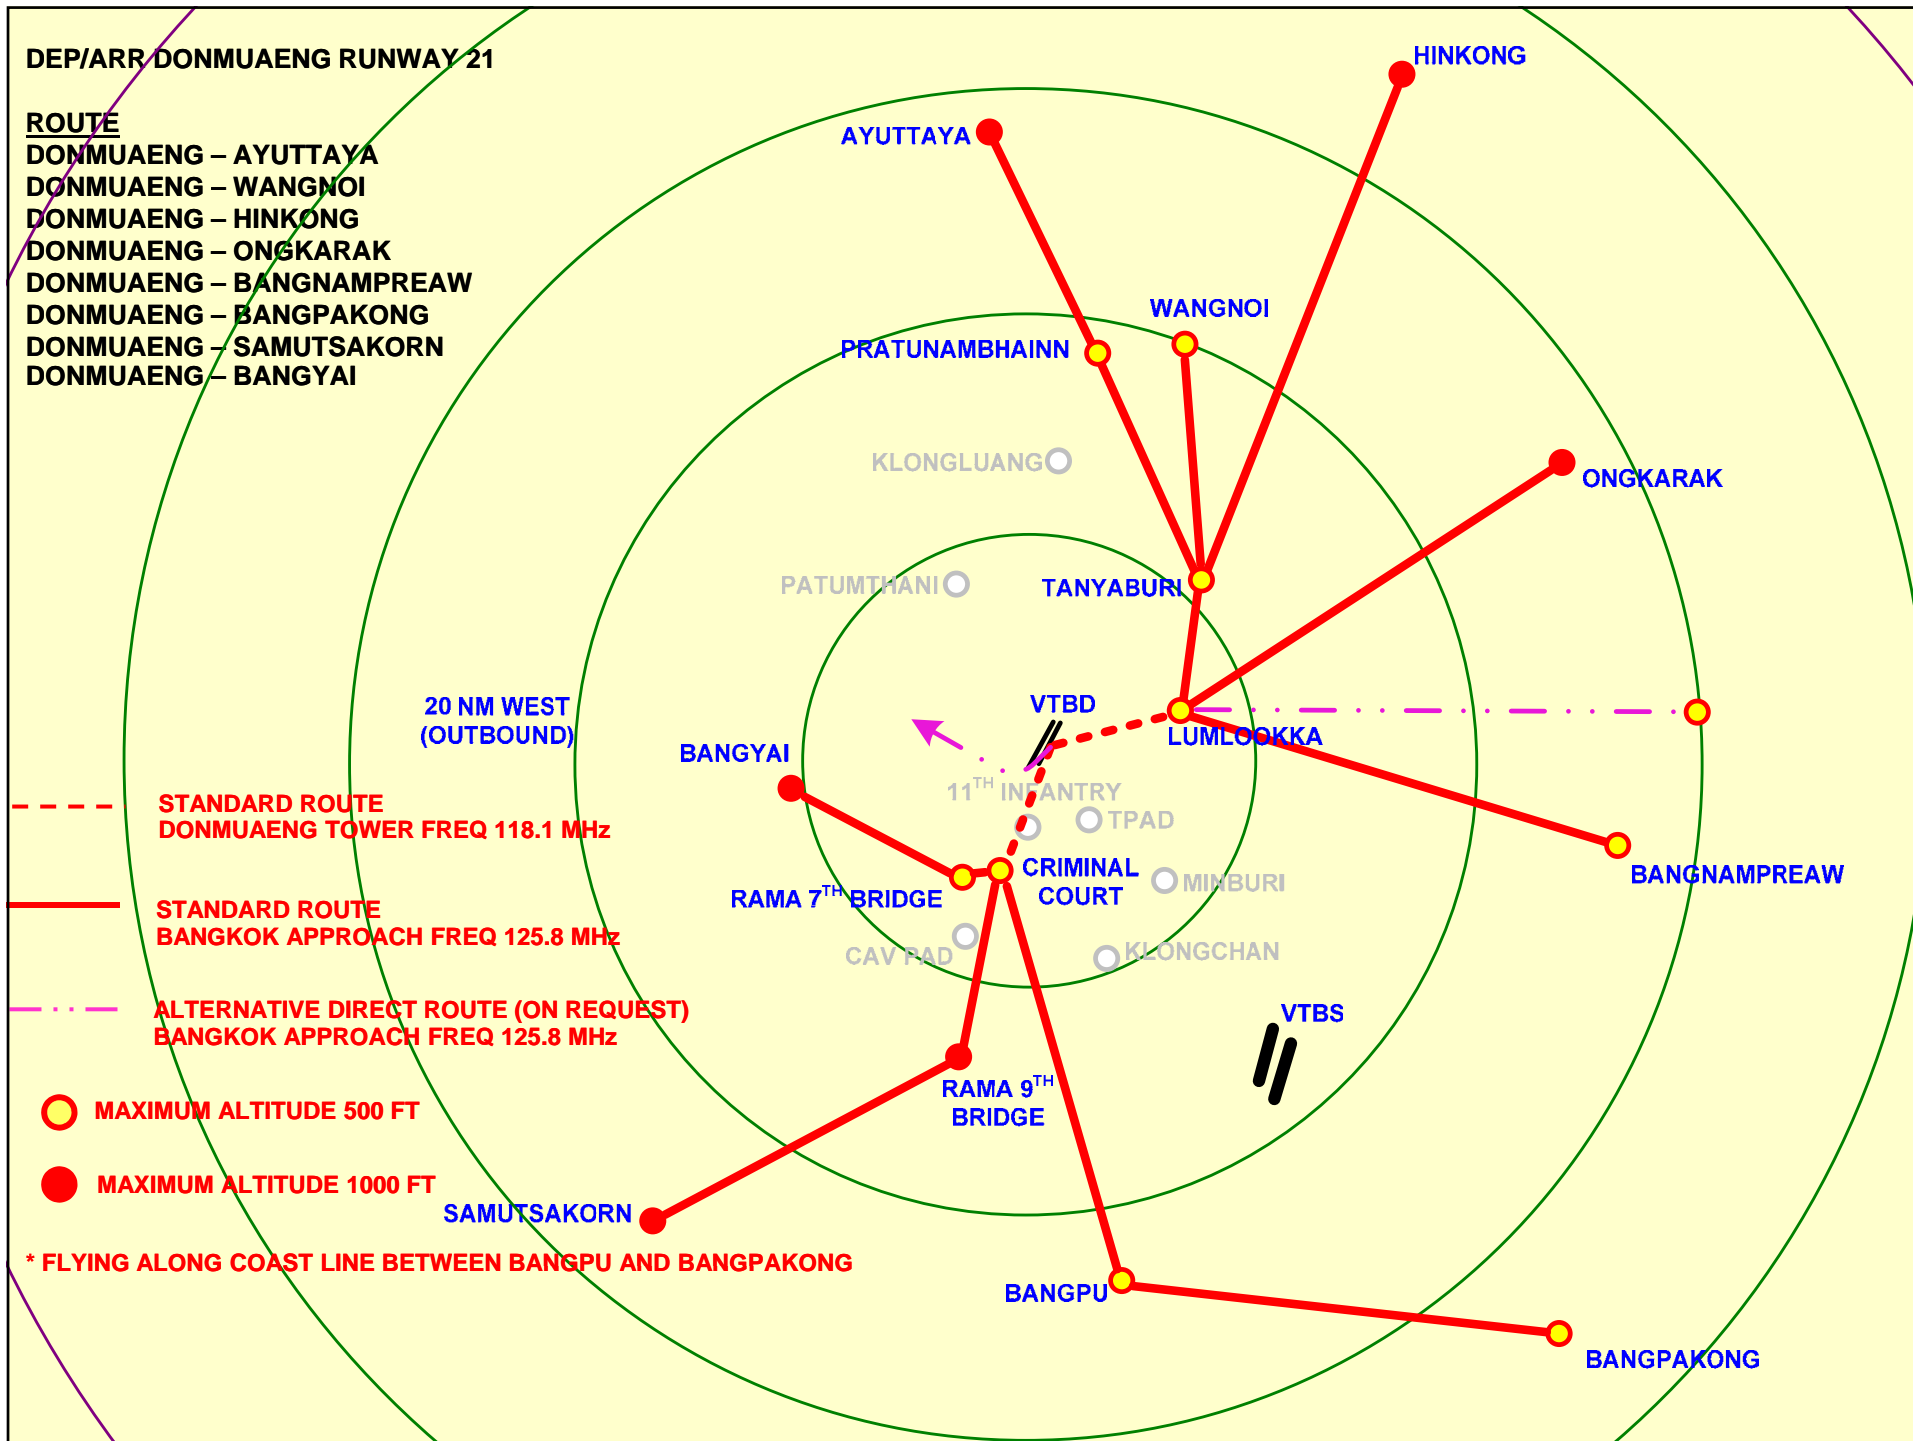 DEP/ARR DONMUAENG RUNWAY 21
ROUTE
DONMUAENG – AYUTTAYA
DONMUAENG – WANGNOI
DONMUAENG – HINKONG
DONMUAENG – ONGKARAK
DONMUAENG – BANGNAMPREAW
DONMUAENG – BANGPAKONG
DONMUAENG – SAMUTSAKORN
DONMUAENG – BANGYAI
HINKONG
AYUTTAYA
WANGNOI
PRATUNAMBHAINN
KLONGLUANG
ONGKARAK
PATUMTHANI
TANYABURI
20 NM WEST
(OUTBOUND)
VTBD
LUMLOOKKA
BANGYAI
11TH INFANTRY
TPAD
CRIMINAL
COURT
MINBURI
BANGNAMPREAW
RAMA 7TH BRIDGE
CAV PAD
KLONGCHAN
VTBS
RAMA 9TH
BRIDGE
SAMUTSAKORN
BANGPU
BANGPAKONG
STANDARD ROUTE
DONMUAENG TOWER FREQ 118.1 MHz
STANDARD ROUTE
BANGKOK APPROACH FREQ 125.8 MHz
ALTERNATIVE DIRECT ROUTE (ON REQUEST)
BANGKOK APPROACH FREQ 125.8 MHz
MAXIMUM ALTITUDE 500 FT
MAXIMUM ALTITUDE 1000 FT
* FLYING ALONG COAST LINE BETWEEN BANGPU AND BANGPAKONG